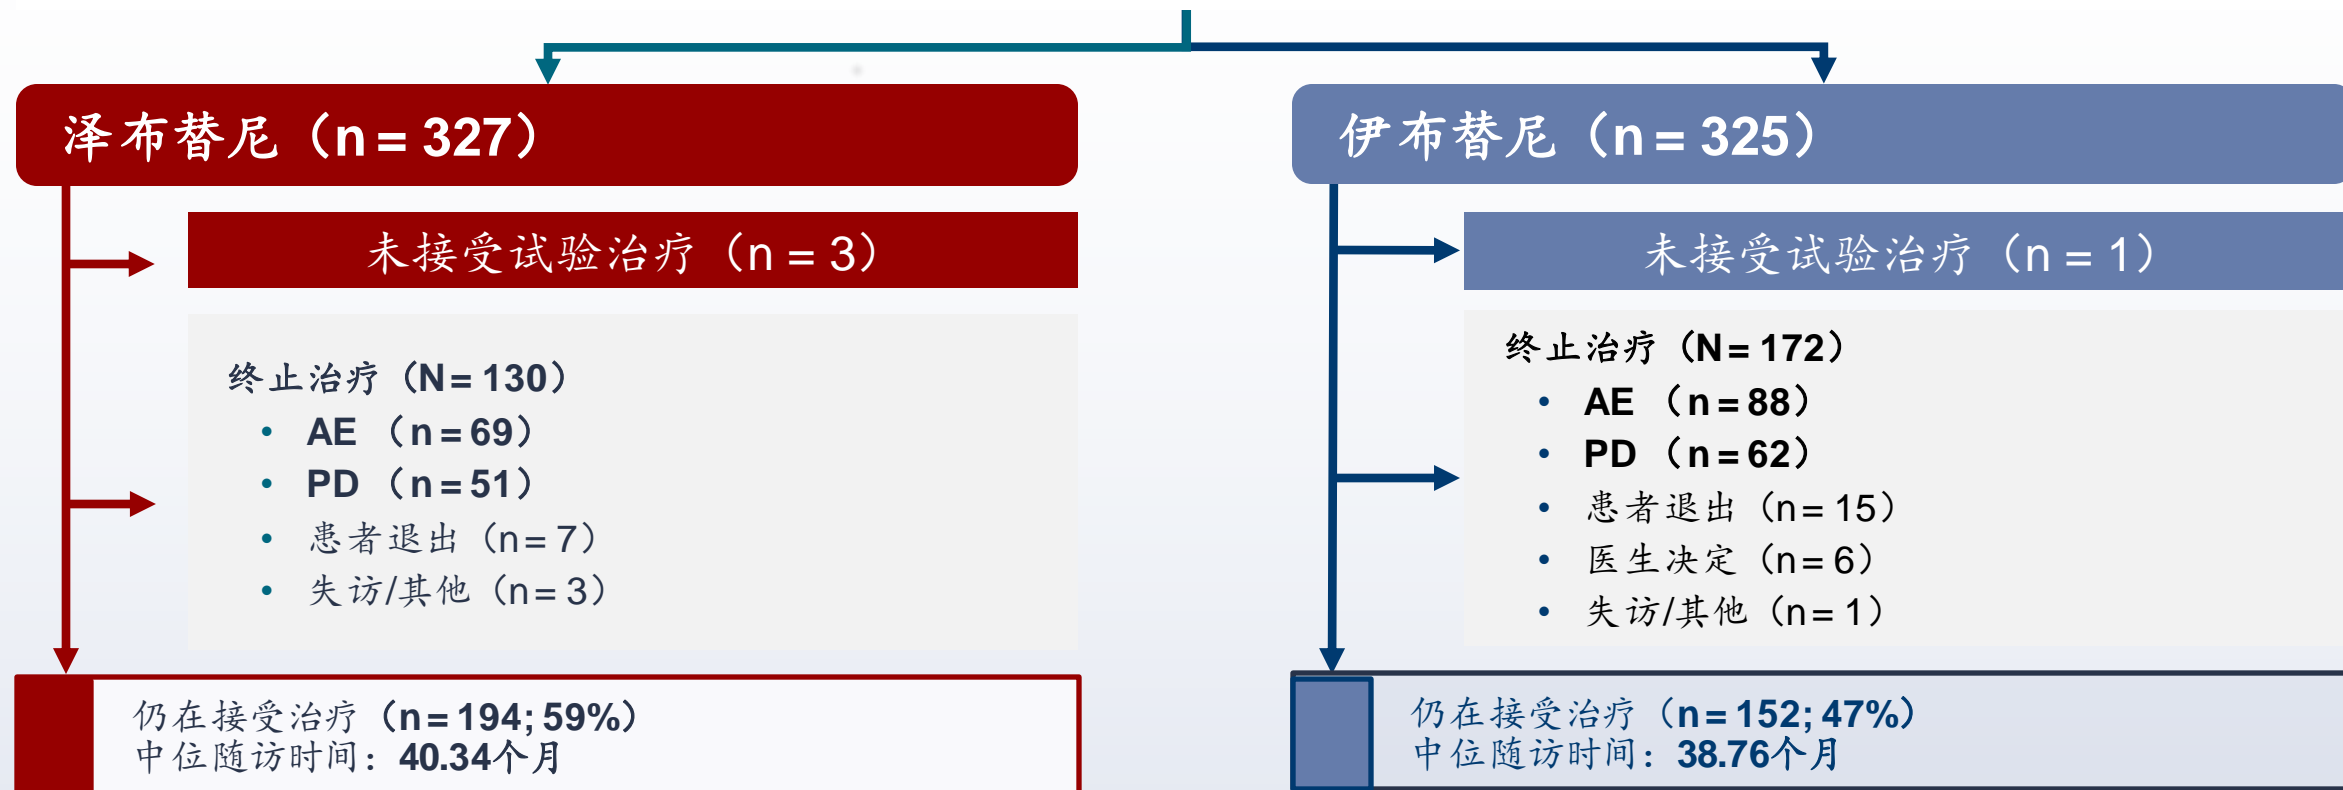 泽布替尼（n = 327）
未接受试验治疗（n = 3）
终止治疗（N = 130）
• AE （n = 69）
• PD （n = 51）
• 患者退出（n = 7）
• 失访/其他（n = 3）
仍在接受治疗（n = 194; 59%）
中位随访时间：40.34个月
伊布替尼（n = 325）
未接受试验治疗（n = 1）
终止治疗（N = 172）
• AE （n = 88）
• PD （n = 62）
• 患者退出（n = 15）
• 医生决定（n = 6）
• 失访/其他（n = 1）
仍在接受治疗（n = 152; 47%）
中位随访时间：38.76个月